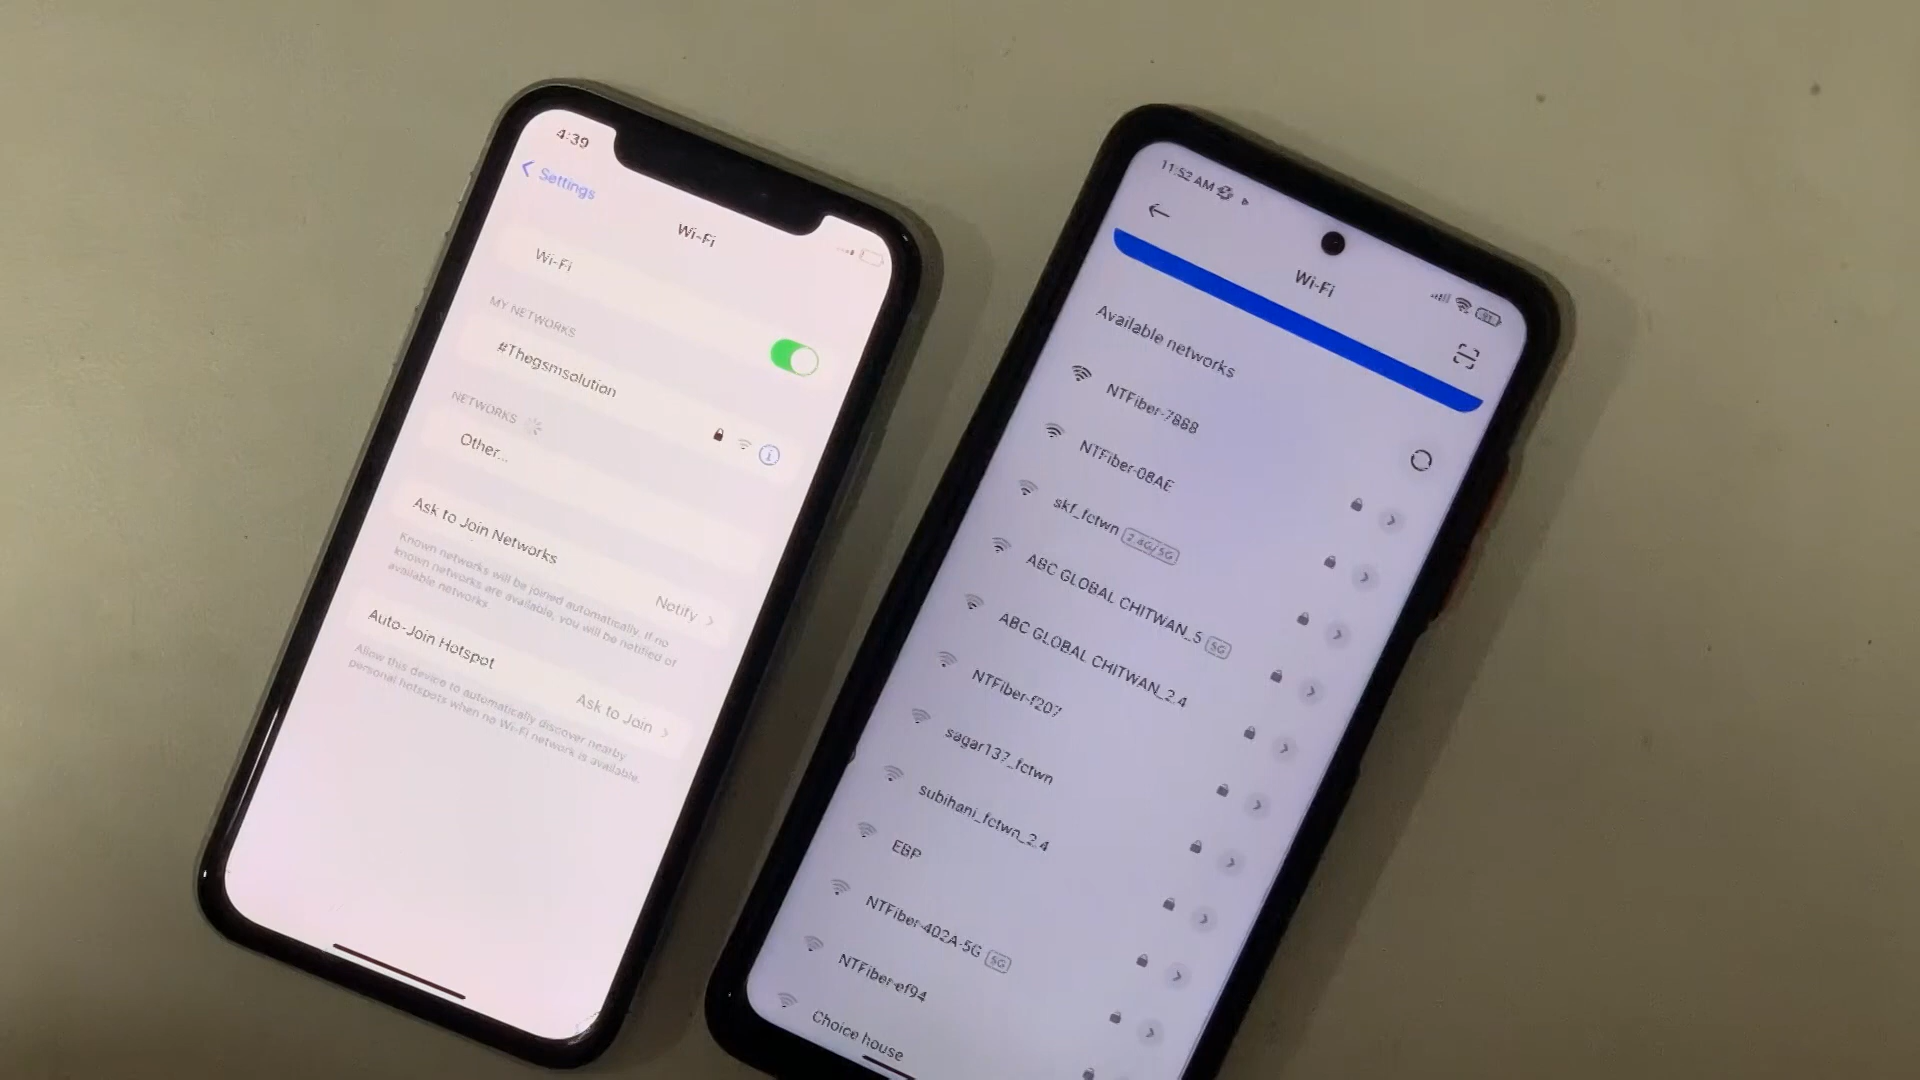 4:39
Settings
Wi-Fi
Wi-Fi
MY NETWORKS
#Thegsmsolution
NETWORKS
Other...
Ask to Join Networks
Notify
Known networks will be joined automatically. If no
known networks are available, you will be notified of
available networks.
Auto-Join Hotspot
Ask to Join
Allow this device to automatically discover nearby
personal hotspots when no Wi-Fi network is available.
11:52 AM
Wi-Fi
Available networks
NTFiber-7888
NTFiber-08AE
skf_fctwn 2.4G/5G
ABC GLOBAL CHITWAN_5 5G
ABC GLOBAL CHITWAN_2.4
NTFiber-f207
sagar137_fctwn
subihani_fctwn_2.4
EBP
NTFiber-402A-5G 5G
NTFiber-ef94
Choice house